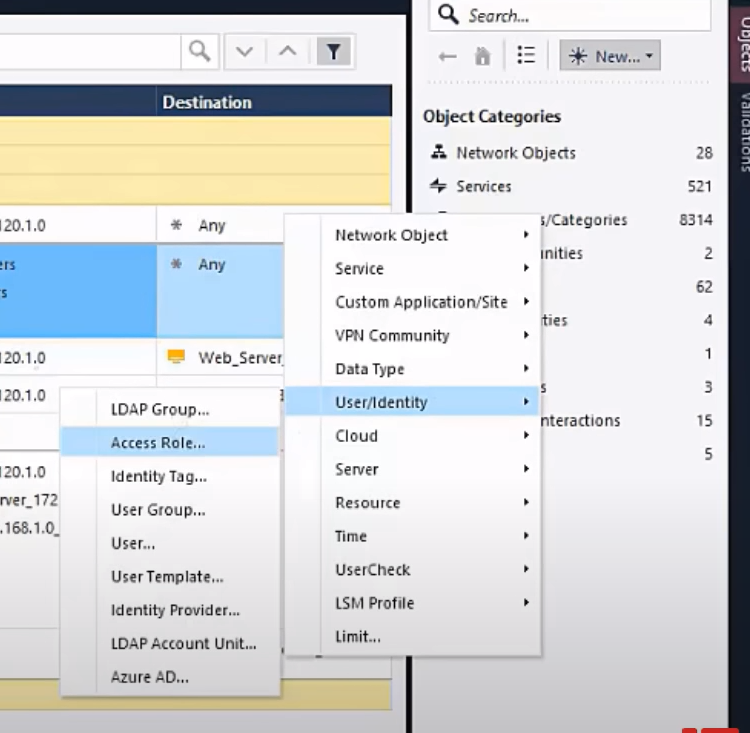 Search...
New...
Destination
Object Categories
Network Objects 28
Services 521
s/Categories 8314
nities 2
62
ties 4
1
s 3
nteractions 15
5
Objects
Validations
120.1.0
Any
ers
Any
s
120.1.0
Web_Server_
120.1.0
120.1.0
rver_172
.168.1.0_
Network Object
Service
Custom Application/Site
VPN Community
Data Type
User/Identity
Cloud
Server
Resource
Time
UserCheck
LSM Profile
Limit...
LDAP Group...
Access Role...
Identity Tag...
User Group...
User...
User Template...
Identity Provider...
LDAP Account Unit...
Azure AD...